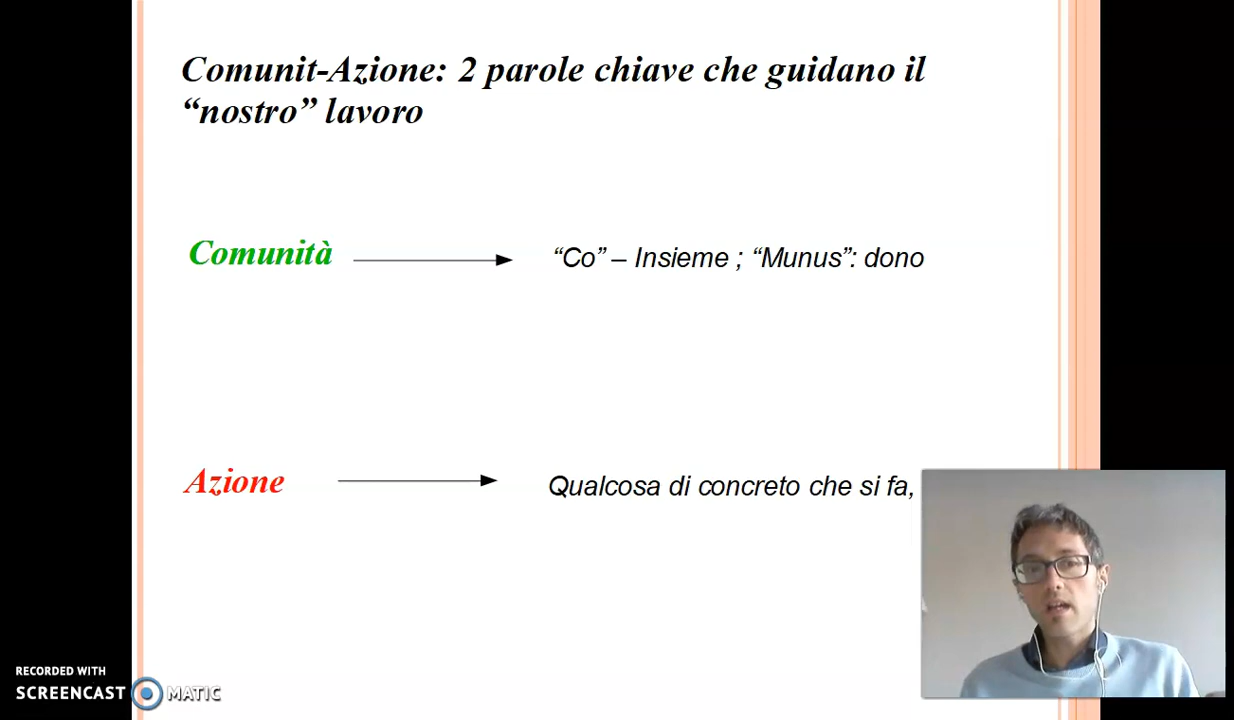 Comunit-Azione: 2 parole chiave che guidano il
“nostro” lavoro
Comunità
“Co” – Insieme ; “Munus”: dono
Azione
Qualcosa di concreto che si fa,
RECORDED WITH
SCREENCAST MATIC